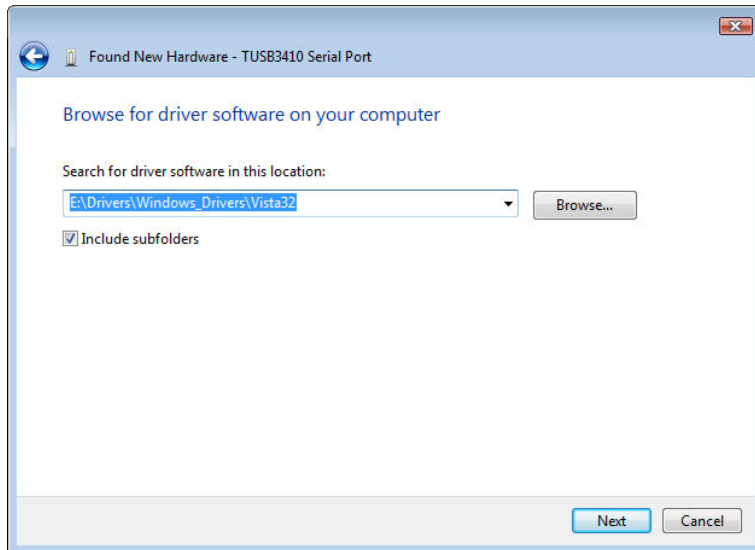 Found New Hardware - TUSB3410 Serial Port
Browse for driver software on your computer
Search for driver software in this location:
E:\Drivers\Windows_Drivers\Vista32
Browse...
Include subfolders
Next
Cancel